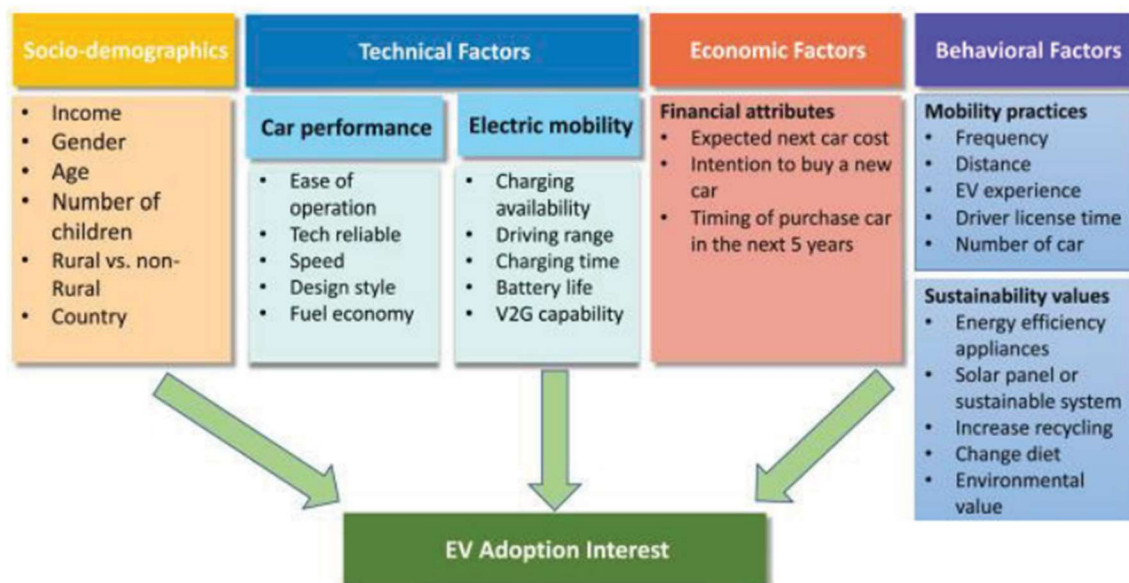 Socio-demographics
Income
Gender
Age
Number of
children
Rural vs. non-
Rural
Country
Technical Factors
Car performance
Ease of
operation
Tech reliable
Speed
Design style
Fuel economy
Electric mobility
Charging
availability
Driving range
Charging time
Battery life
V2G capability
Economic Factors
Financial attributes
Expected next car cost
Intention to buy a new
car
Timing of purchase car
in the next 5 years
Behavioral Factors
Mobility practices
Frequency
Distance
EV experience
Driver license time
Number of car
Sustainability values
Energy efficiency
appliances
Solar panel or
sustainable system
Increase recycling
Change diet
Environmental
value
EV Adoption Interest